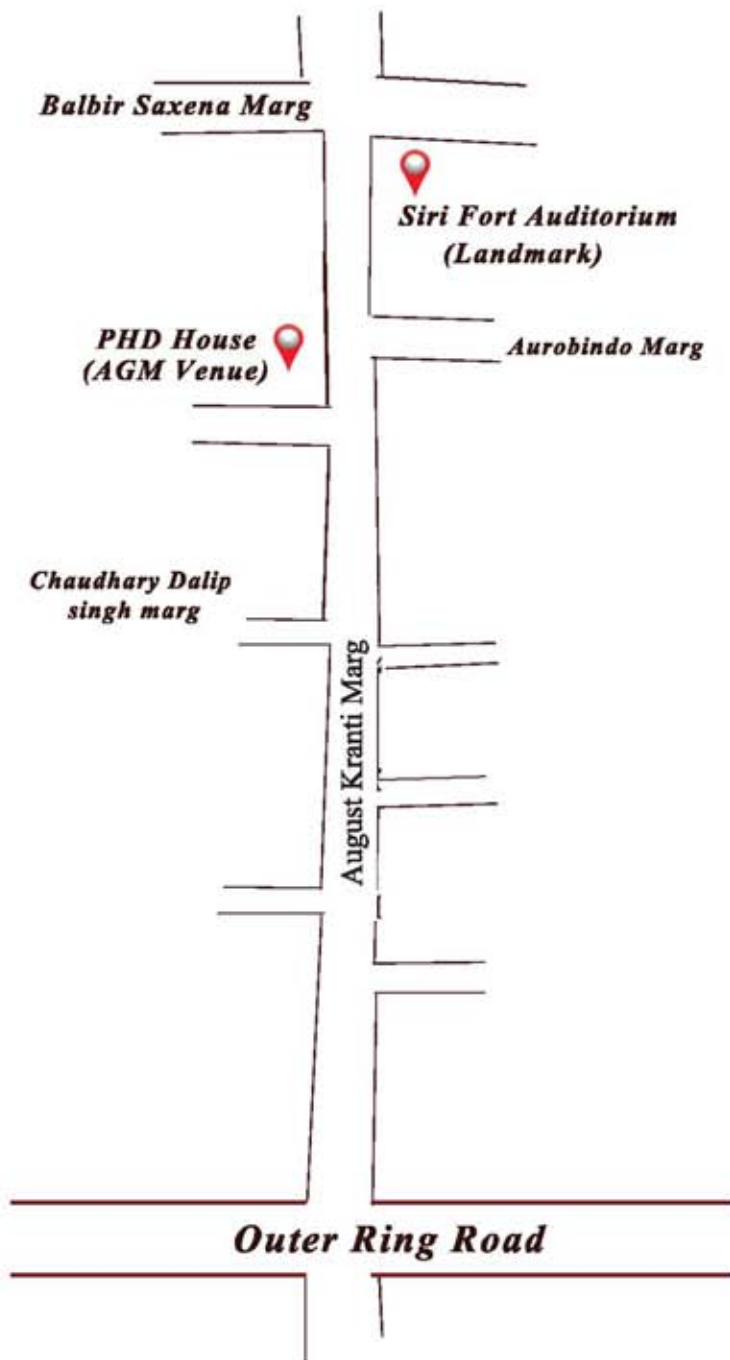 Balbir Saxena Marg
Siri Fort Auditorium
(Landmark)
PHD House
(AGM Venue)
Aurobindo Marg
Chaudhary Dalip
singh marg
August Kranti Marg
Outer Ring Road